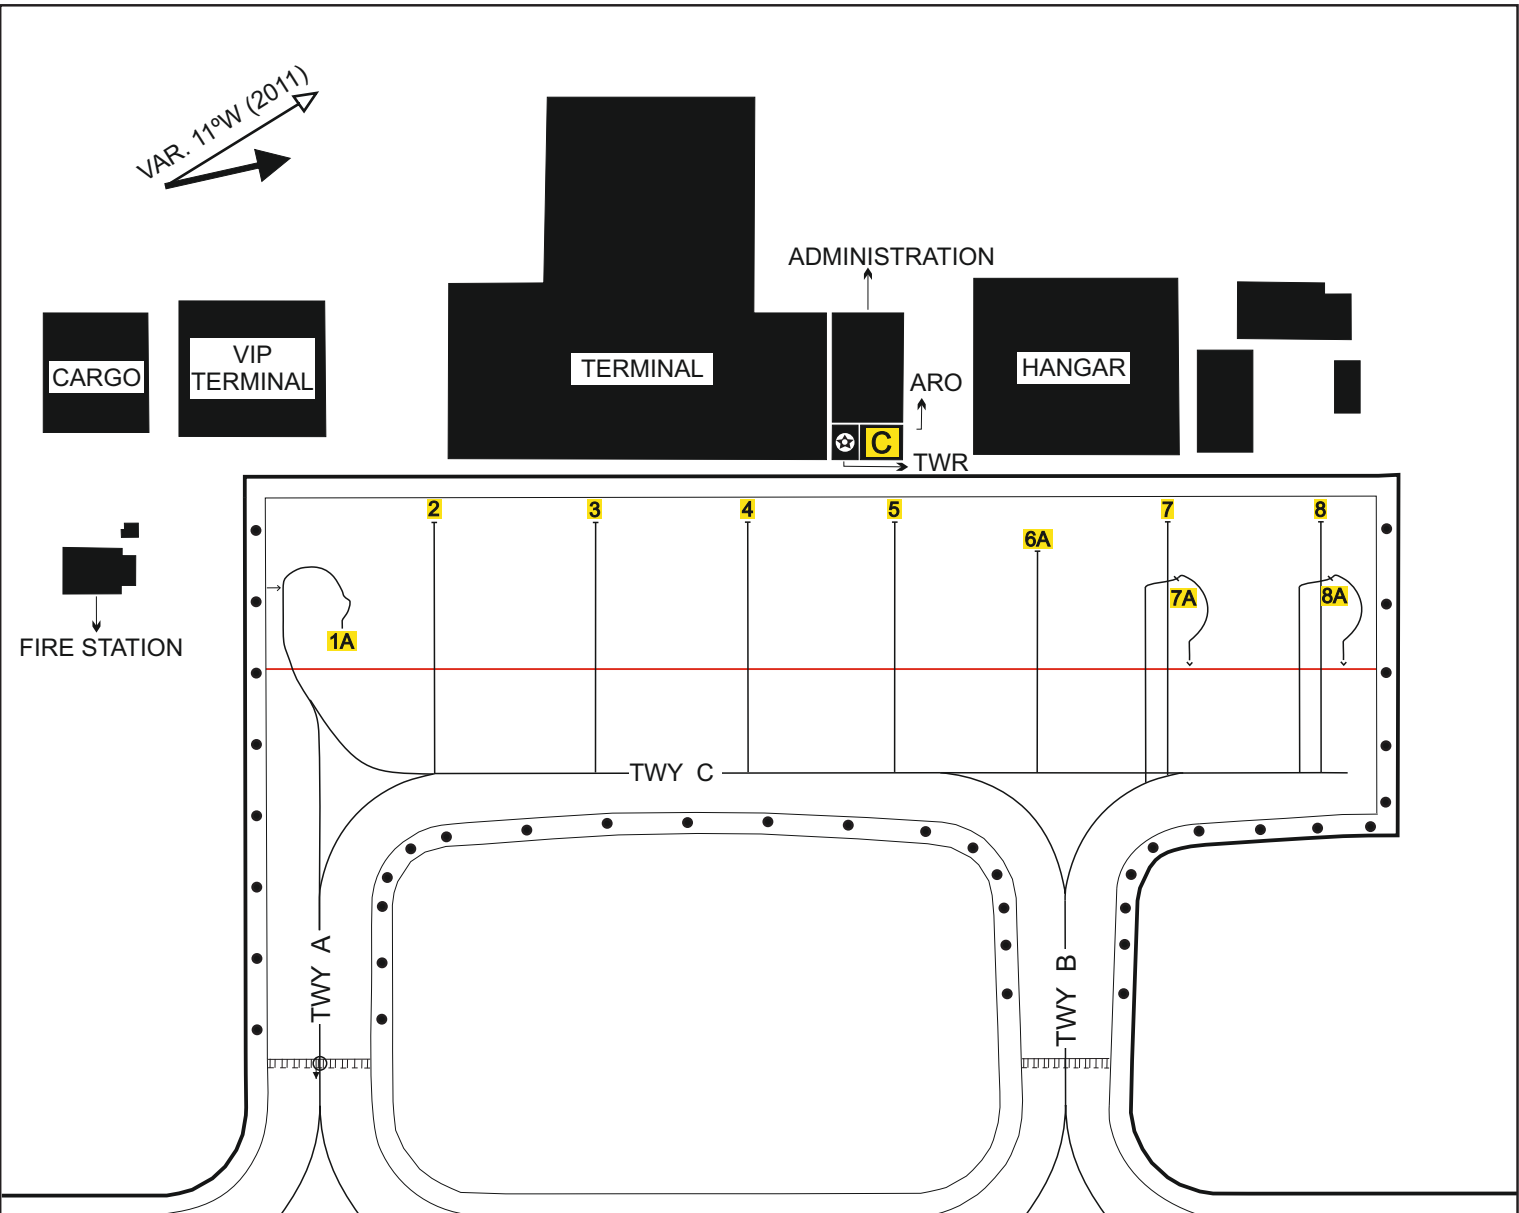 VAR. 11ºW (2011)
ADMINISTRATION
VIP
TERMINAL
CARGO
TERMINAL
HANGAR
ARO
C
TWR
2
3
4
5
6A
7
8
7A
8A
1A
FIRE STATION
TWY C
TWY A
TWY B